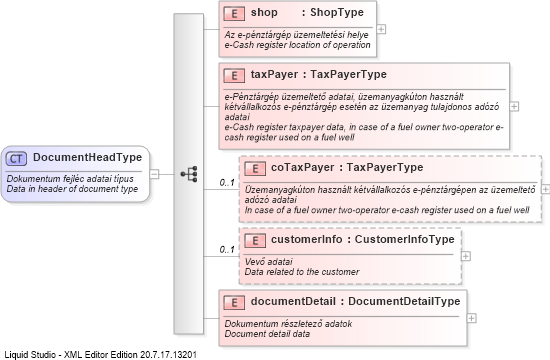 E shop : ShopType
Az e-pénztárgép üzemeltetési helye
e-Cash register location of operation
E taxPayer : TaxPayerType
e-Pénztárgép üzemeltető adatai, üzemanyagkúton használt
kétvállalkozós e-pénztárgép esetén az üzemanyag tulajdonos adózó
adatai
e-Cash register taxpayer data, in case of a fuel owner two-operator e-
cash register used on a fuel well
CT DocumentHeadType
Dokumentum fejléc adatai típus
Data in header of document type
0..1
E coTaxPayer : TaxPayerType
Üzemanyagkúton használt kétvállalkozós e-pénztárgépen az üzemeltető
adózó adatai
In case of a fuel owner two-operator e-cash register used on a fuel well
0..1
E customerInfo : CustomerInfoType
Vevő adatai
Data related to the customer
E documentDetail : DocumentDetailType
Dokumentum részletező adatok
Document detail data
Liquid Studio - XML Editor Edition 20.7.17.13201